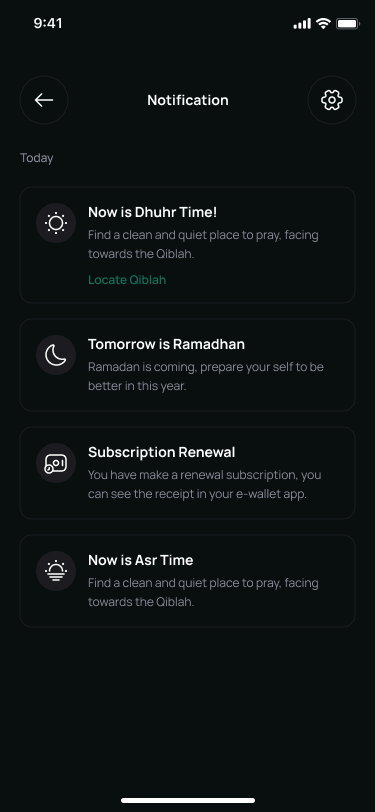 9:41
Notification
Today
Now is Dhuhr Time!
Find a clean and quiet place to pray, facing
towards the Qiblah.
Locate Qiblah
Tomorrow is Ramadhan
Ramadan is coming, prepare your self to be
better in this year.
Subscription Renewal
You have make a renewal subscription, you
can see the receipt in your e-wallet app.
Now is Asr Time
Find a clean and quiet place to pray, facing
towards the Qiblah.